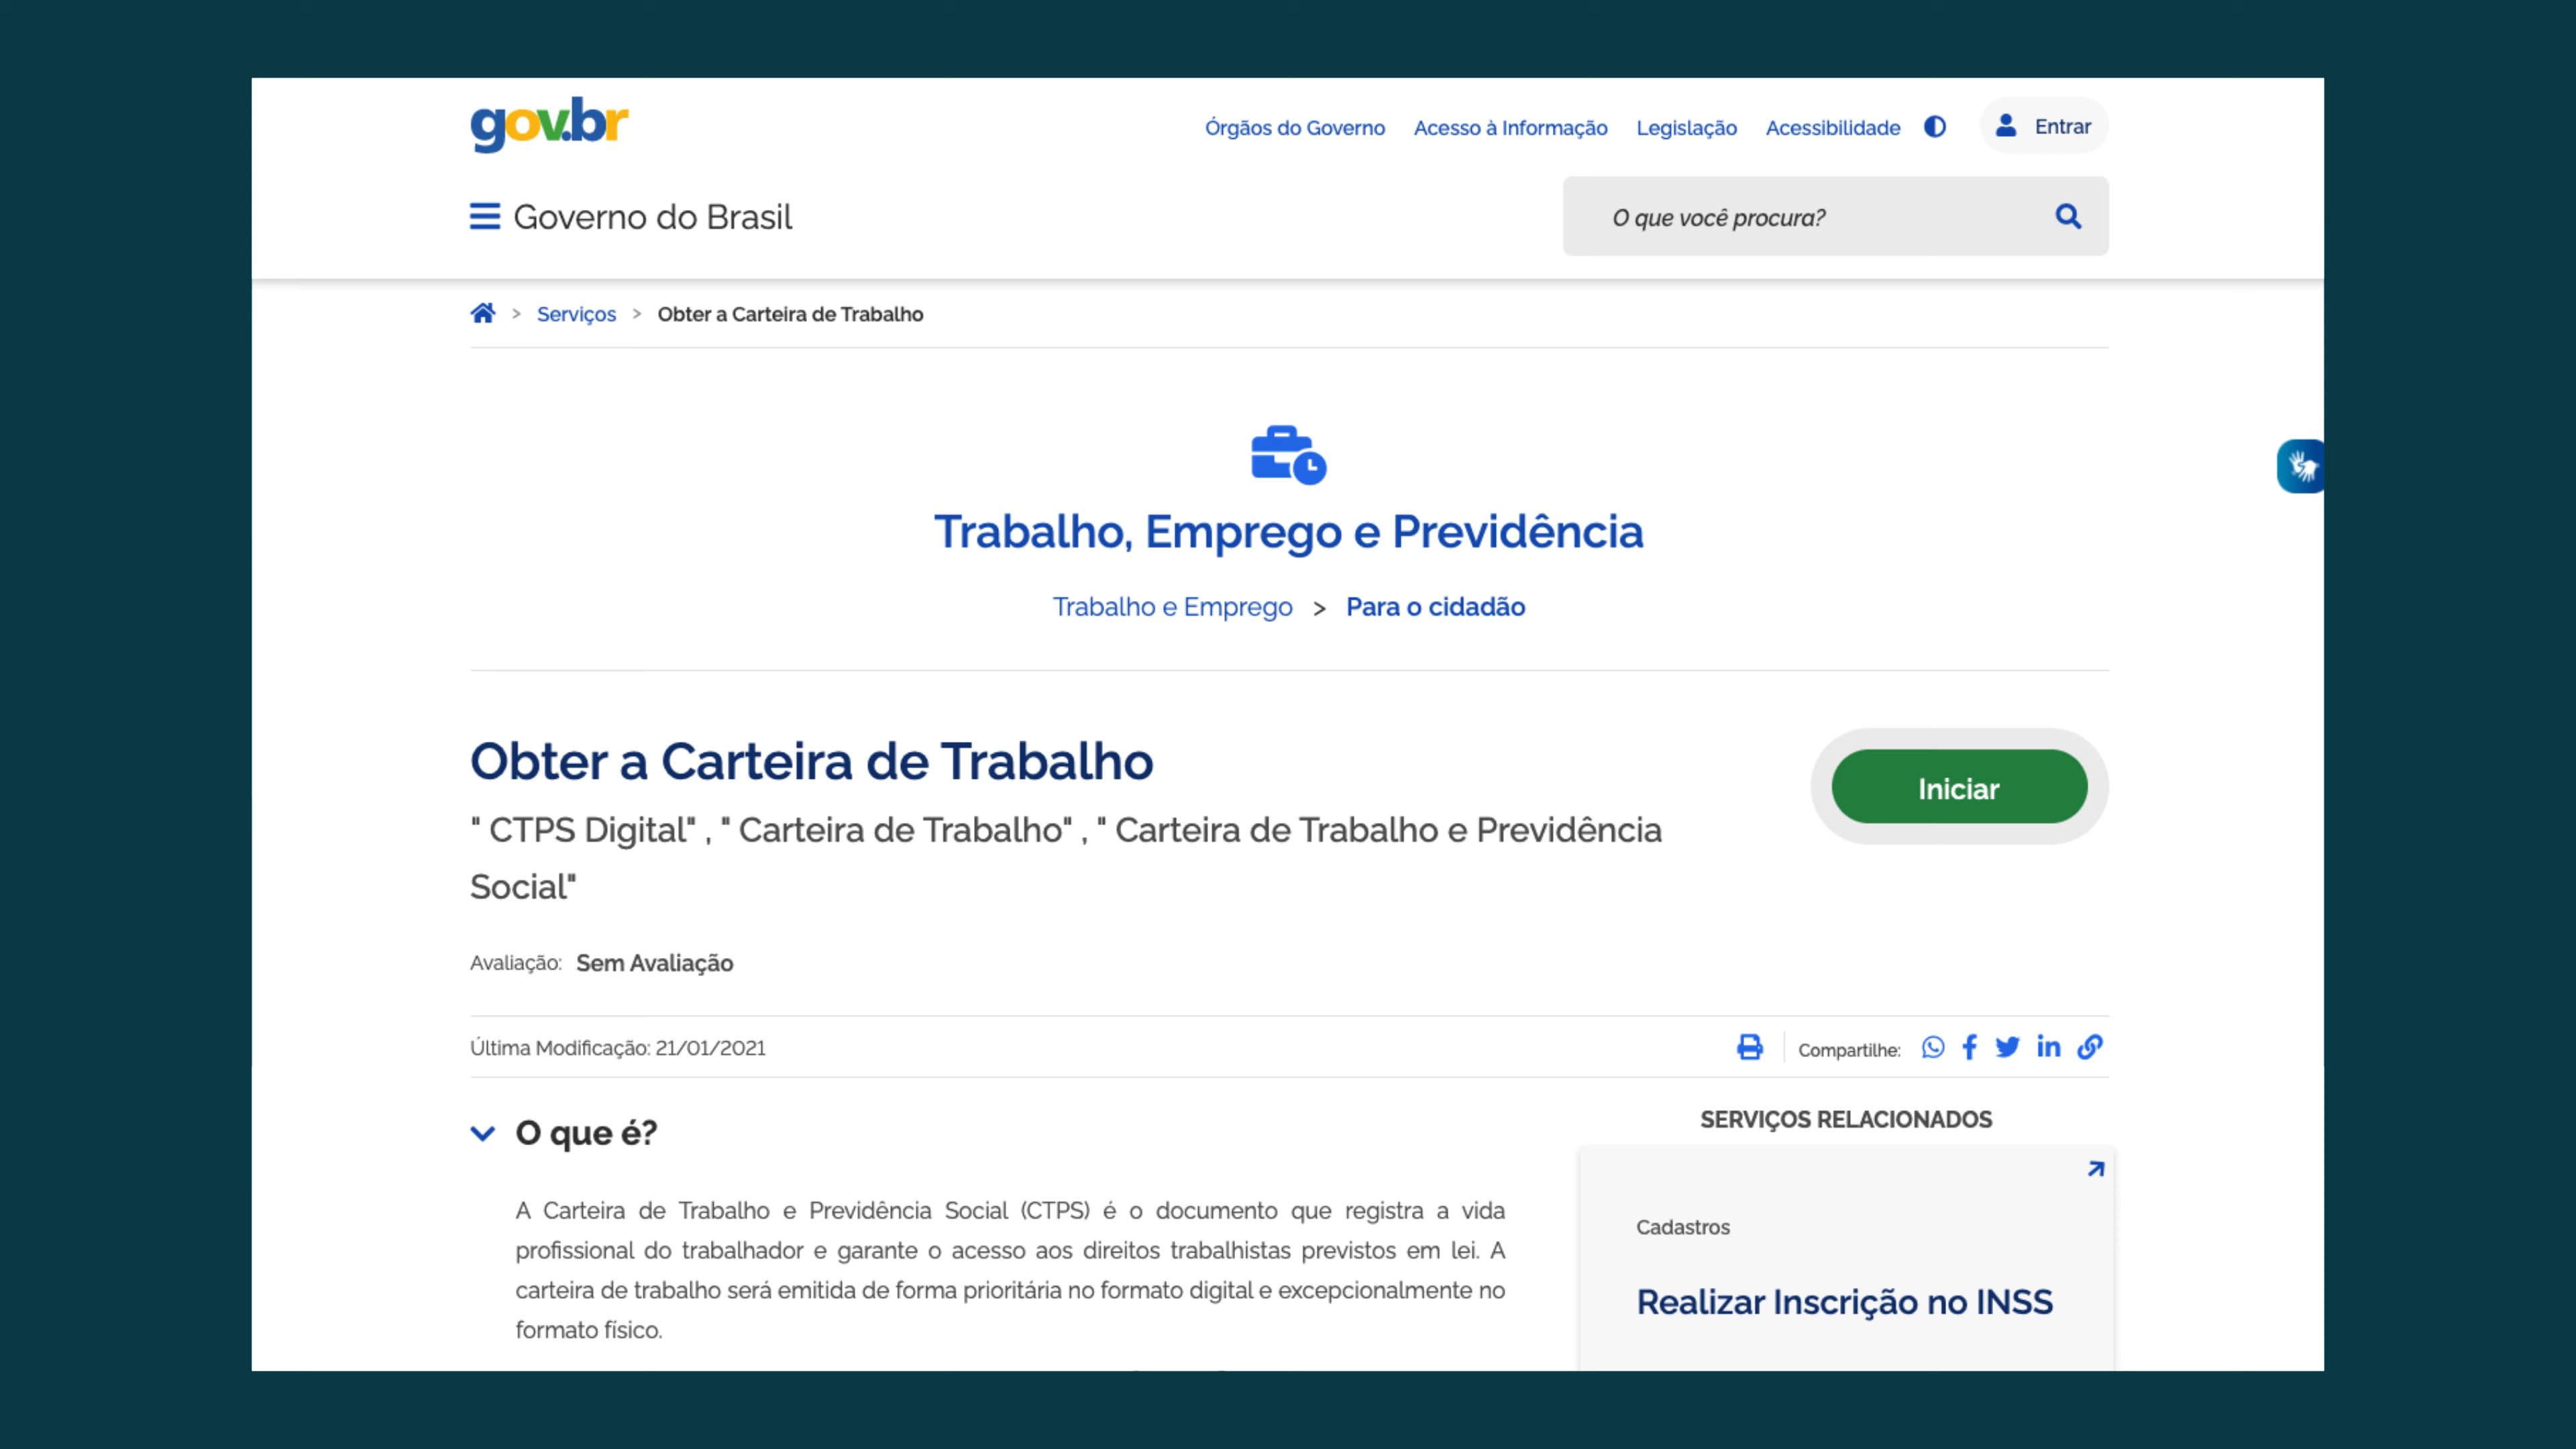 gov.br
Órgãos do Governo Acesso à Informação Legislação Acessibilidade Entrar
Governo do Brasil
O que você procura?
> Serviços > Obter a Carteira de Trabalho
Trabalho, Emprego e Previdência
Trabalho e Emprego > Para o cidadão
Obter a Carteira de Trabalho
Iniciar
" CTPS Digital" , " Carteira de Trabalho" , " Carteira de Trabalho e Previdência
Social"
Avaliação: Sem Avaliação
Última Modificação: 21/01/2021
Compartilhe:
O que é?
A Carteira de Trabalho e Previdência Social (CTPS) é o documento que registra a vida
profissional do trabalhador e garante o acesso aos direitos trabalhistas previstos em lei. A
carteira de trabalho será emitida de forma prioritária no formato digital e excepcionalmente no
formato físico.
SERVIÇOS RELACIONADOS
Cadastros
Realizar Inscrição no INSS